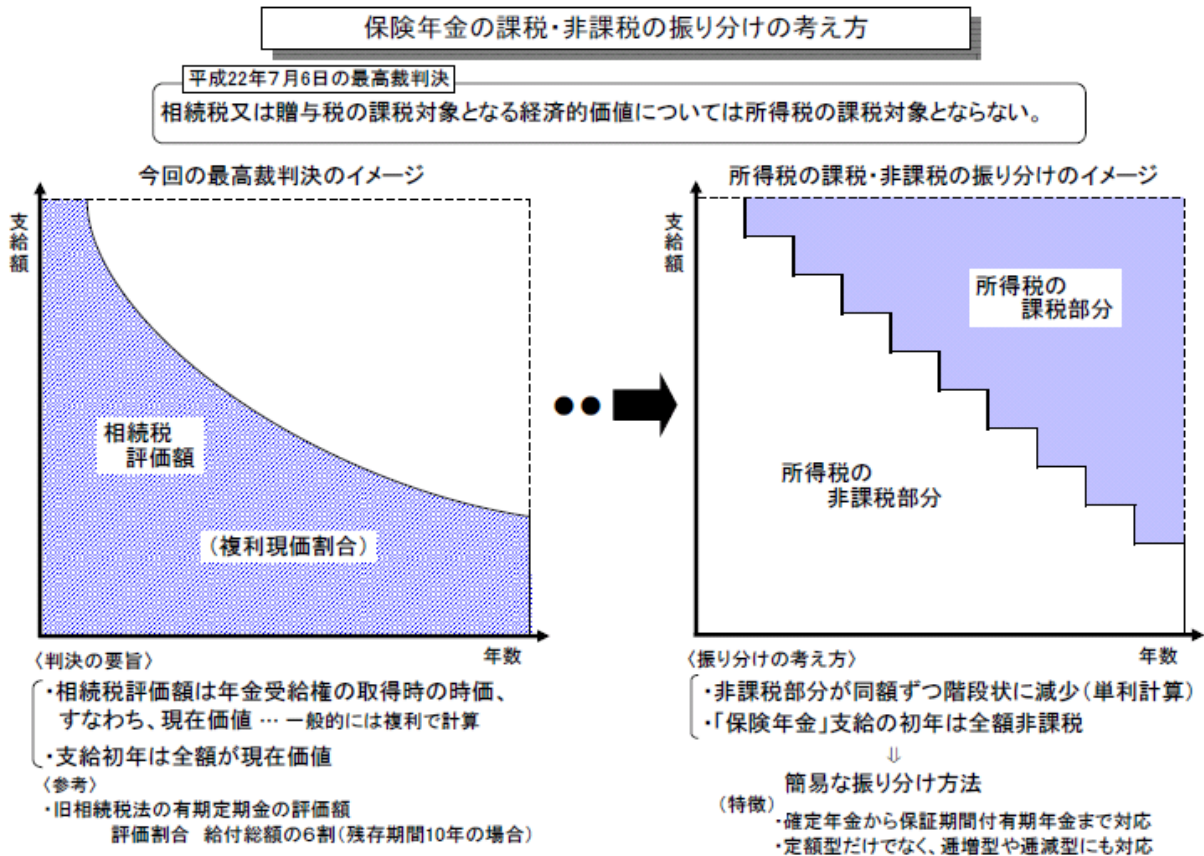 保険年金の課税・非課税の振り分けの考え方
平成22年7月6日の最高裁判決
相続税又は贈与税の課税対象となる経済的価値については所得税の課税対象とならない。
今回の最高裁判決のイメージ
支給額
相続税
評価額
(複利現価割合)
年数
〈判決の要旨〉
・相続税評価額は年金受給権の取得時の時価、
すなわち、現在価値 … 一般的には複利で計算
・支給初年は全額が現在価値
〈参考〉
・旧相続税法の有期定期金の評価額
評価割合 給付総額の6割(残存期間10年の場合)
所得税の課税・非課税の振り分けのイメージ
支給額
所得税の
課税部分
所得税の
非課税部分
年数
〈振り分けの考え方〉
・非課税部分が同額ずつ階段状に減少(単利計算)
・「保険年金」支給の初年は全額非課税
⇓
簡易な振り分け方法
(特徴)
・確定年金から保証期間付有期年金まで対応
・定額型だけでなく、逓増型や逓減型にも対応